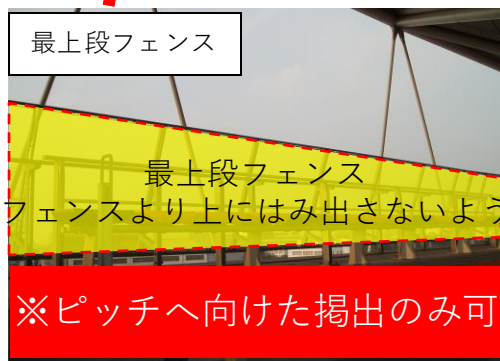 最上段フェンス
最上段フェンス
フェンスより上にはみ出さないよう
※ピッチへ向けた掲出のみ可